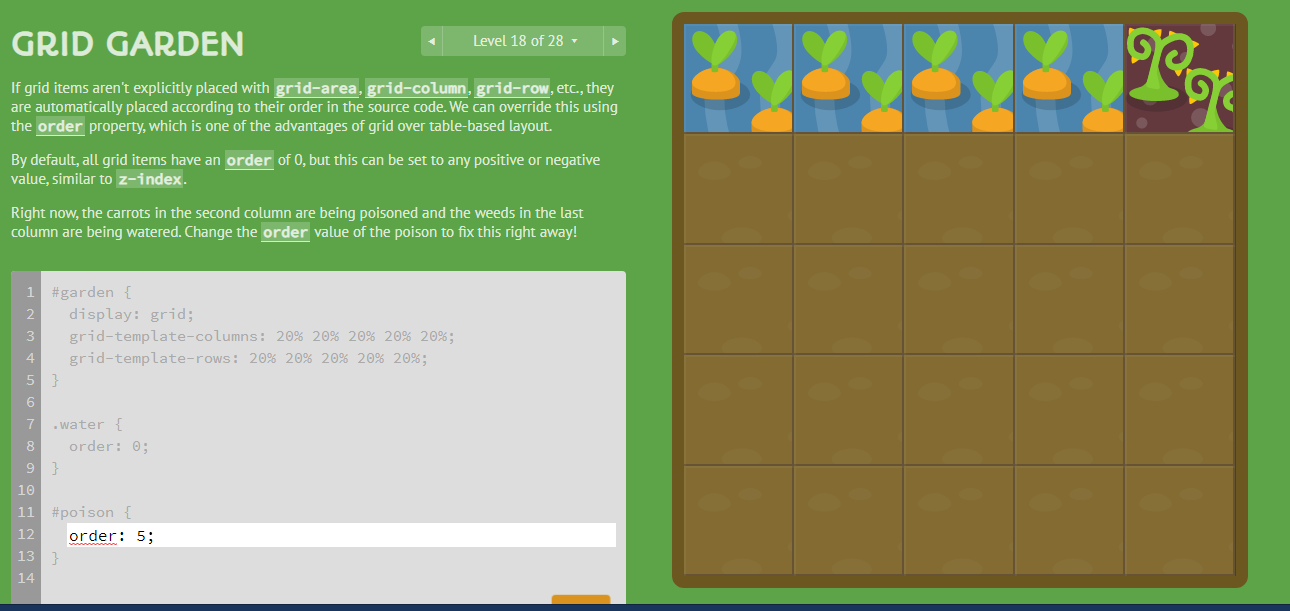 GRID GARDEN
◄ Level 18 of 28 ▾ ►
If grid items aren't explicitly placed with grid-area, grid-column, grid-row, etc., they
are automatically placed according to their order in the source code. We can override this using
the order property, which is one of the advantages of grid over table-based layout.
By default, all grid items have an order of 0, but this can be set to any positive or negative
value, similar to z-index.
Right now, the carrots in the second column are being poisoned and the weeds in the last
column are being watered. Change the order value of the poison to fix this right away!
1 #garden {
2 display: grid;
3 grid-template-columns: 20% 20% 20% 20% 20%;
4 grid-template-rows: 20% 20% 20% 20% 20%;
5 }
6
7 .water {
8 order: 0;
9 }
10
11 #poison {
12 order: 5;
13 }
14